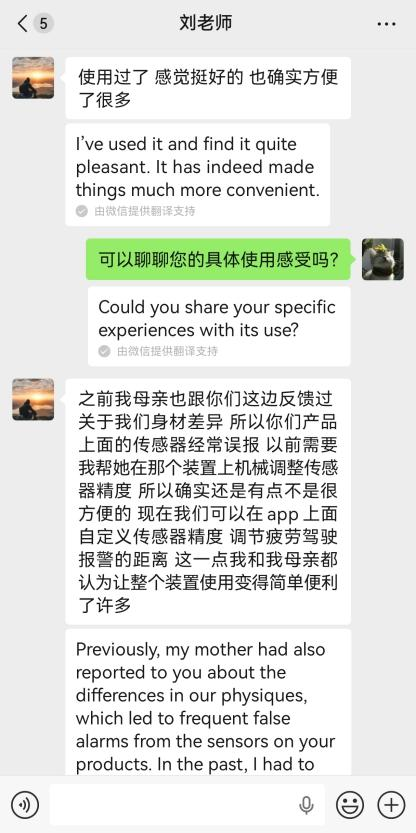 5
刘老师
使用过了 感觉挺好的 也确实方便
了很多
I've used it and find it quite
pleasant. It has indeed made
things much more convenient.
由微信提供翻译支持
可以聊聊您的具体使用感受吗?
Could you share your specific
experiences with its use?
由微信提供翻译支持
之前我母亲也跟你们这边反馈过
关于我们身材差异 所以你们产品
上面的传感器经常误报 以前需要
我帮她在那个装置上机械调整传感
器精度 所以确实还是有点不是很
方便的 现在我们可以在 app 上面
自定义传感器精度 调节疲劳驾驶
报警的距离 这一点我和我母亲都
认为让整个装置使用变得简单便利
了许多
Previously, my mother had also
reported to you about the
differences in our physiques,
which led to frequent false
alarms from the sensors on your
products. In the past, I had to